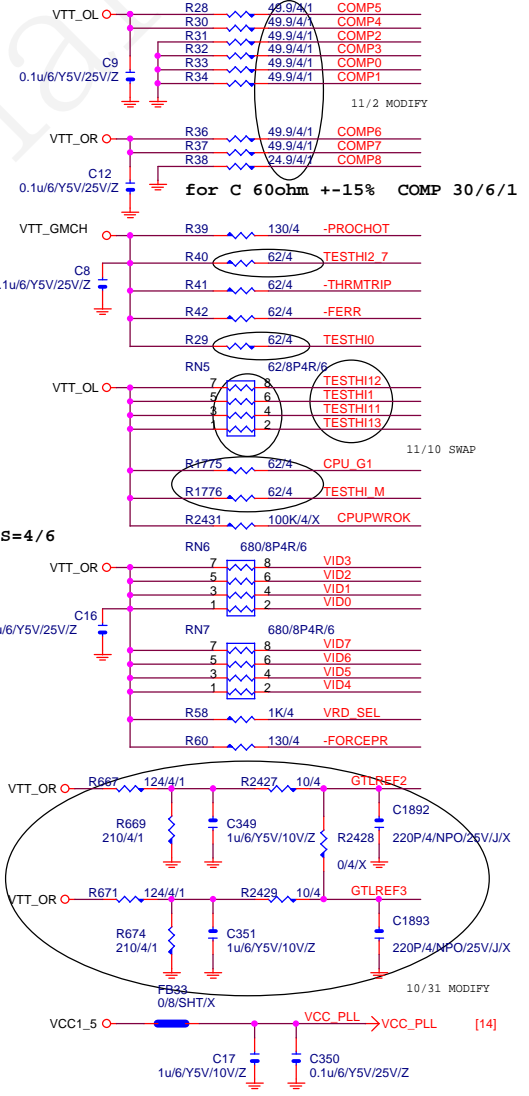 VTT_OL R28 49.9/4/1 COMP5
R30 49.9/4/1 COMP4
R31 49.9/4/1 COMP2
R32 49.9/4/1 COMP3
C9 R33 49.9/4/1 COMP0
0.1u/6/Y5V/25V/Z R34 49.9/4/1 COMP1
11/2 MODIFY
VTT_OR R36 49.9/4/1 COMP6
R37 49.9/4/1 COMP7
R38 24.9/4/1 COMP8
C12
0.1u/6/Y5V/25V/Z
for C 60ohm +-15% COMP 30/6/1
VTT_GMCH R39 130/4 -PROCHOT
R40 62/4 TESTHI2_7
C8
.1u/6/Y5V/25V/Z R41 62/4 -THRMTRIP
R42 62/4 -FERR
R29 62/4 TESTHI0
RN5 62/8P4R/6
VTT_OL 7 8 TESTHI12
5 6 TESTHI1
3 4 TESTHI11
1 2 TESTHI13
11/10 SWAP
R1775 62/4 CPU_G1
R1776 62/4 TESTHI_M
R2431 100K/4/X CPUPWROK
S=4/6
RN6 680/8P4R/6
VTT_OR 7 8 VID3
5 6 VID2
3 4 VID1
1 2 VID0
C16
u/6/Y5V/25V/Z
RN7 680/8P4R/6
7 8 VID7
5 6 VID6
3 4 VID5
1 2 VID4
R58 1K/4 VRD_SEL
R60 130/4 -FORCEPR
VTT_OR R667 124/4/1 R2427 10/4 GTLREF2
R669 210/4/1
C349 1u/6/Y5V/10V/Z
R2428 0/4/X
C1892 220P/4/NPO/25V/J/X
VTT_OR R671 124/4/1 R2429 10/4 GTLREF3
R674 210/4/1
C351 1u/6/Y5V/10V/Z
C1893 220P/4/NPO/25V/J/X
10/31 MODIFY
FB33
0/8/SHT/X
VCC1_5 VCC_PLL VCC_PLL [14]
C17 1u/6/Y5V/10V/Z
C350 0.1u/6/Y5V/25V/Z